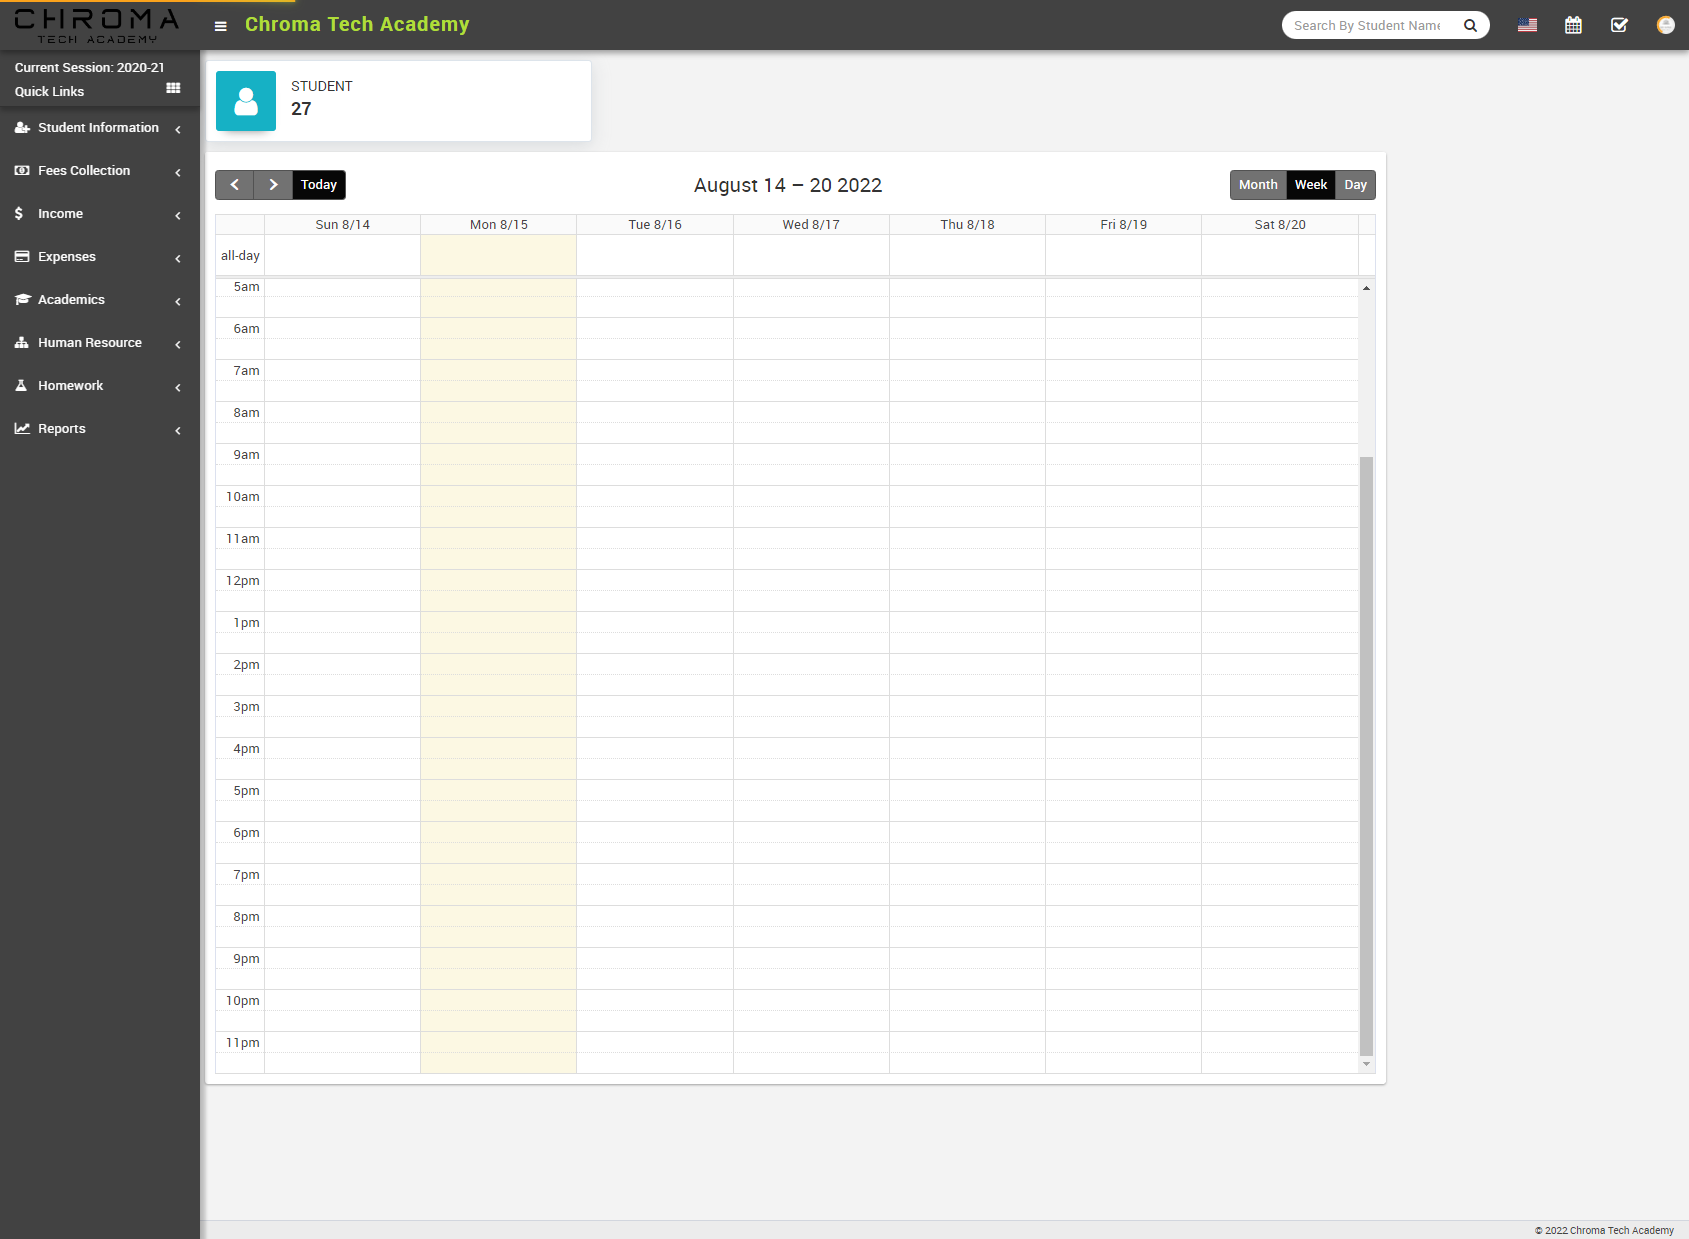 CHROMA
TECH ACADEMY
Chroma Tech Academy
Search By Student Name
Current Session: 2020-21
Quick Links
Student Information
Fees Collection
Income
Expenses
Academics
Human Resource
Homework
Reports
STUDENT
27
Today
August 14 – 20 2022
Month Week Day
Sun 8/14 Mon 8/15 Tue 8/16 Wed 8/17 Thu 8/18 Fri 8/19 Sat 8/20
all-day
5am
6am
7am
8am
9am
10am
11am
12pm
1pm
2pm
3pm
4pm
5pm
6pm
7pm
8pm
9pm
10pm
11pm
© 2022 Chroma Tech Academy